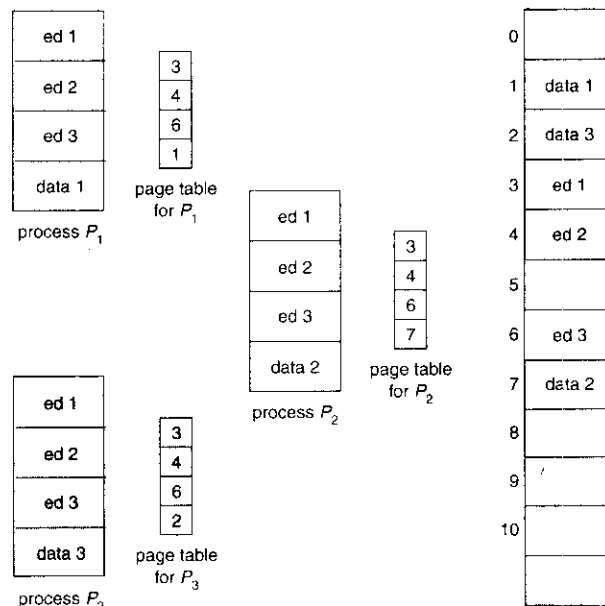 ed 1
ed 2
ed 3
data 1
process P₁
3
4
6
1
page table
for P₁
ed 1
ed 2
ed 3
data 2
process P₂
3
4
6
7
page table
for P₂
ed 1
ed 2
ed 3
data 3
process
3
4
6
2
page table
for P₃
0
1 data 1
2 data 3
3 ed 1
4 ed 2
5
6 ed 3
7 data 2
8
9
10